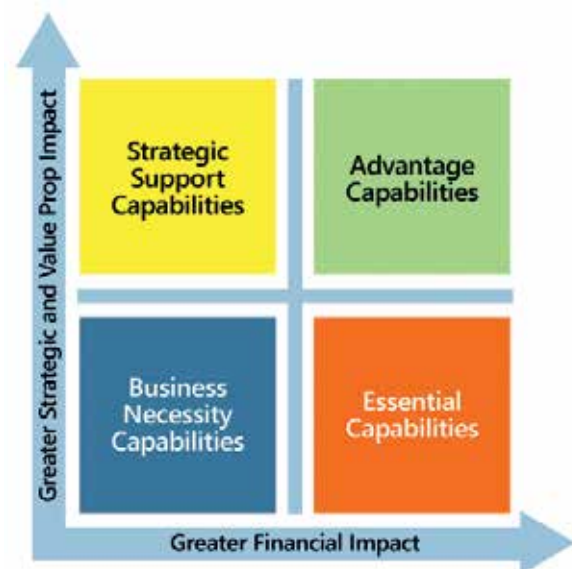 Greater Strategic and Value Prop Impact
Strategic
Support
Capabilities
Advantage
Capabilities
Business
Necessity
Capabilities
Essential
Capabilities
Greater Financial Impact